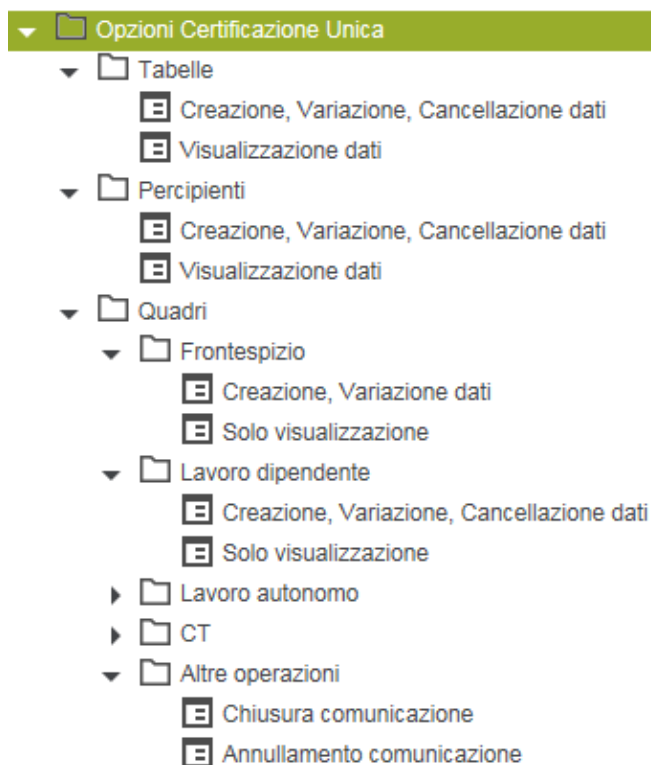 Opzioni Certificazione Unica
Tabelle
Creazione, Variazione, Cancellazione dati
Visualizzazione dati
Percipienti
Creazione, Variazione, Cancellazione dati
Visualizzazione dati
Quadri
Frontespizio
Creazione, Variazione dati
Solo visualizzazione
Lavoro dipendente
Creazione, Variazione, Cancellazione dati
Solo visualizzazione
Lavoro autonomo
CT
Altre operazioni
Chiusura comunicazione
Annullamento comunicazione